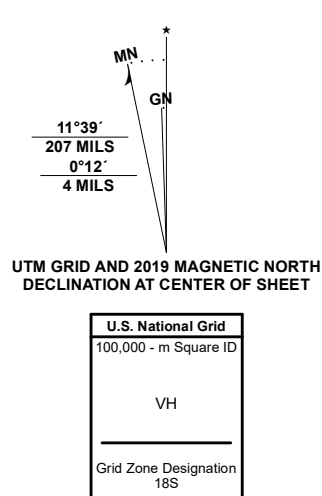 ★
MN
GN
11°39´
207 MILS
0°12´
4 MILS
UTM GRID AND 2019 MAGNETIC NORTH
DECLINATION AT CENTER OF SHEET
U.S. National Grid
100,000 - m Square ID
VH
Grid Zone Designation
18S